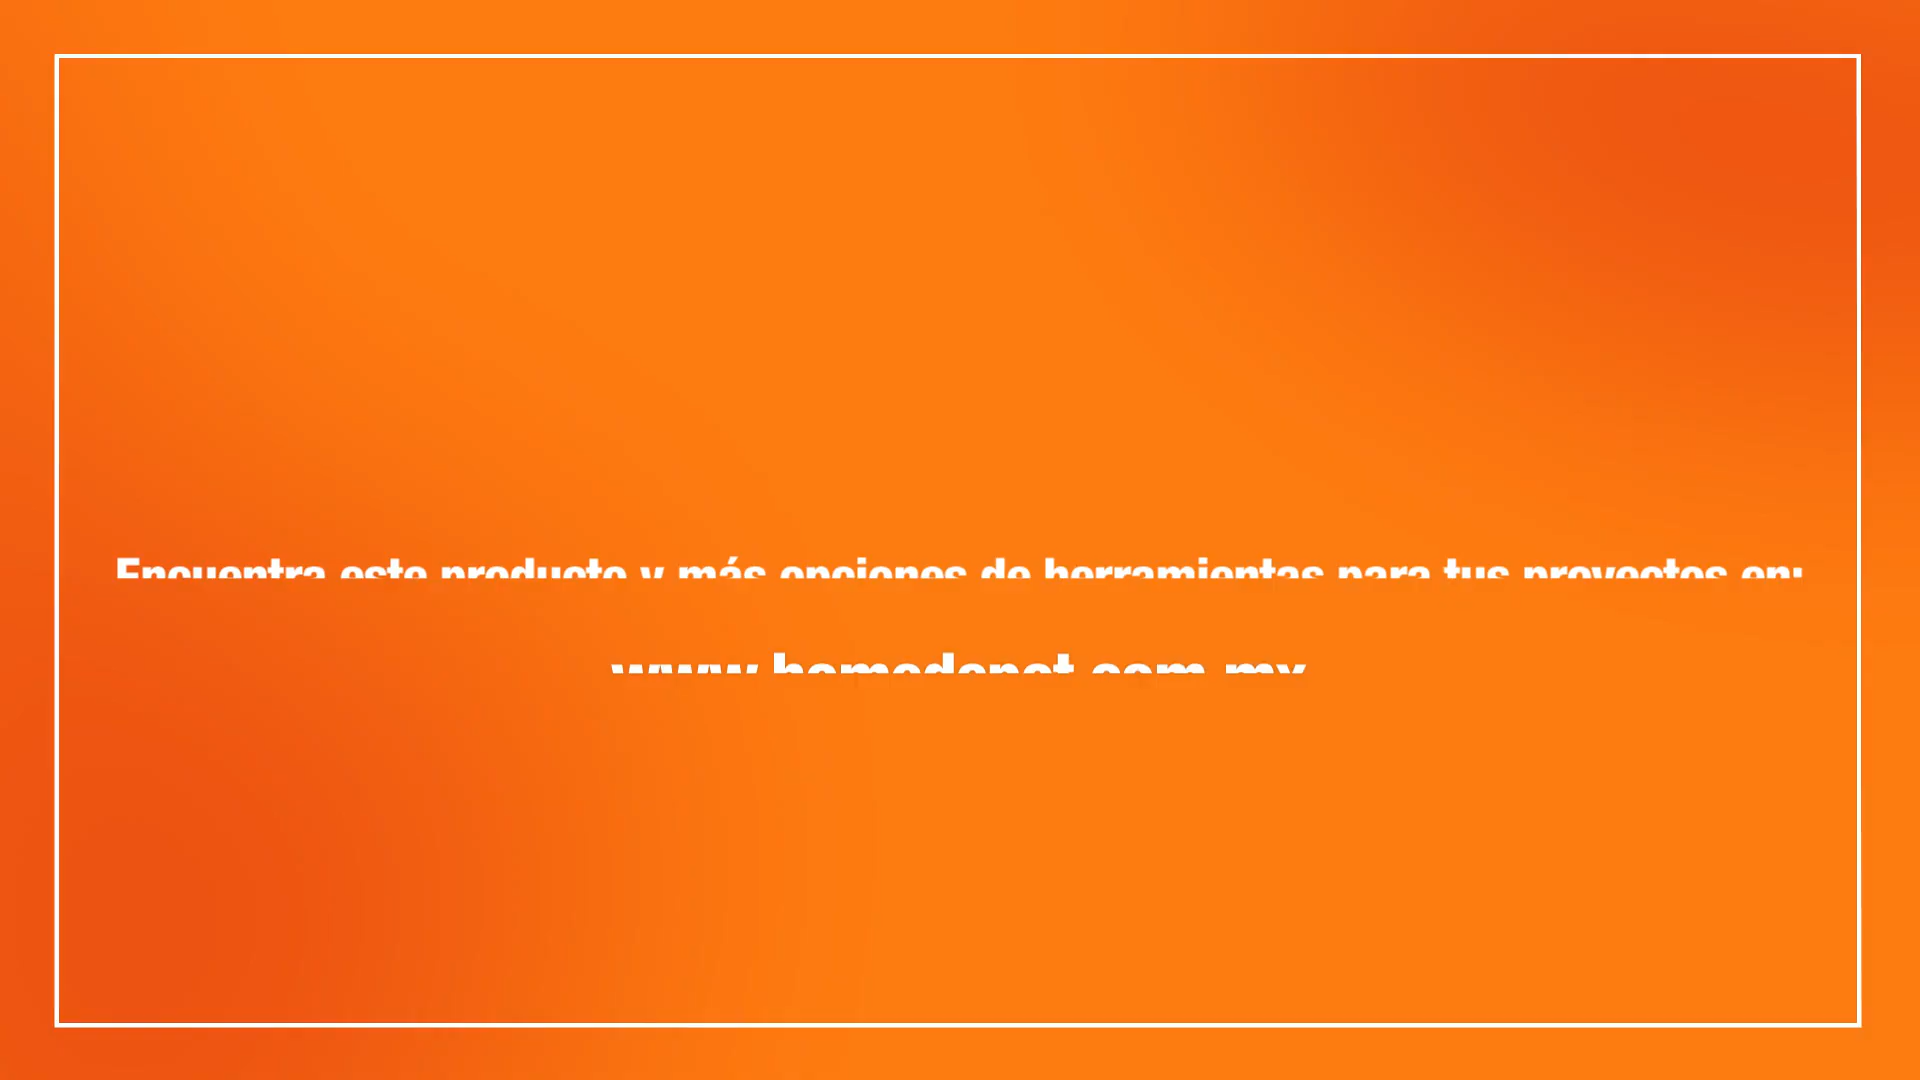 Encuentra este producto y más opciones de herramientas para tus proyectos en:
www.homedepot.com.mx